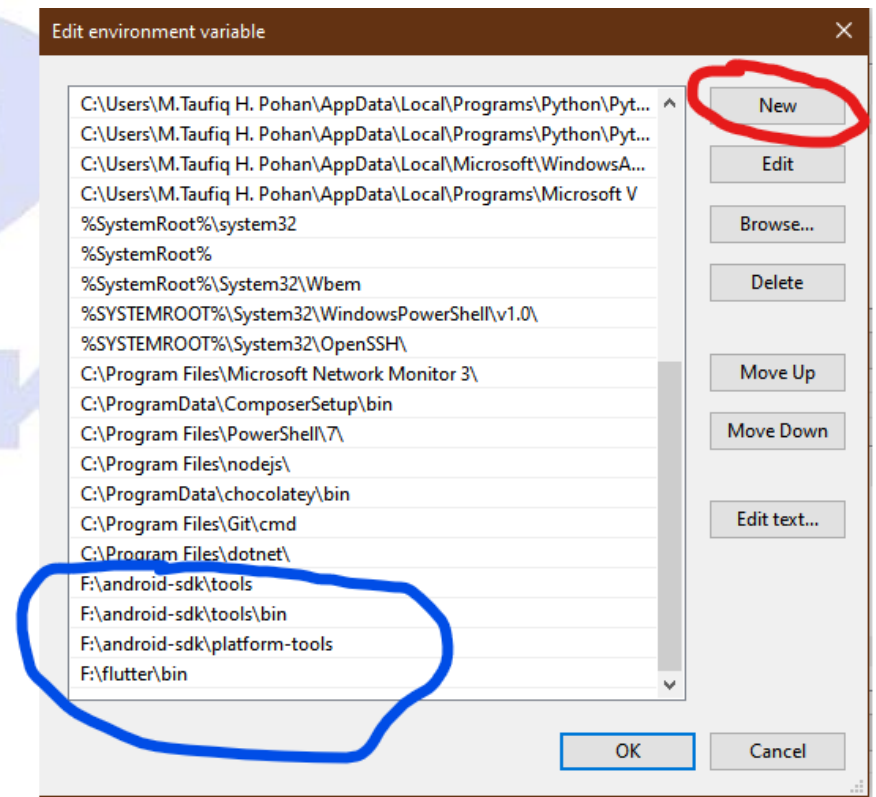 Edit environment variable
C:\Users\M.Taufiq H. Pohan\AppData\Local\Programs\Python\Pyt...
New
C:\Users\M.Taufiq H. Pohan\AppData\Local\Programs\Python\Pyt...
C:\Users\M.Taufiq H. Pohan\AppData\Local\Microsoft\WindowsA...
Edit
C:\Users\M.Taufiq H. Pohan\AppData\Local\Programs\Microsoft V
%SystemRoot%\system32
Browse...
%SystemRoot%
%SystemRoot%\System32\Wbem
Delete
%SYSTEMROOT%\System32\WindowsPowerShell\v1.0\
%SYSTEMROOT%\System32\OpenSSH\
C:\Program Files\Microsoft Network Monitor 3\
Move Up
C:\ProgramData\ComposerSetup\bin
C:\Program Files\PowerShell\7\
Move Down
C:\Program Files\nodejs\
C:\ProgramData\chocolatey\bin
C:\Program Files\Git\cmd
Edit text...
C:\Program Files\dotnet\
F:\android-sdk\tools
F:\android-sdk\tools\bin
F:\android-sdk\platform-tools
F:\flutter\bin
OK
Cancel